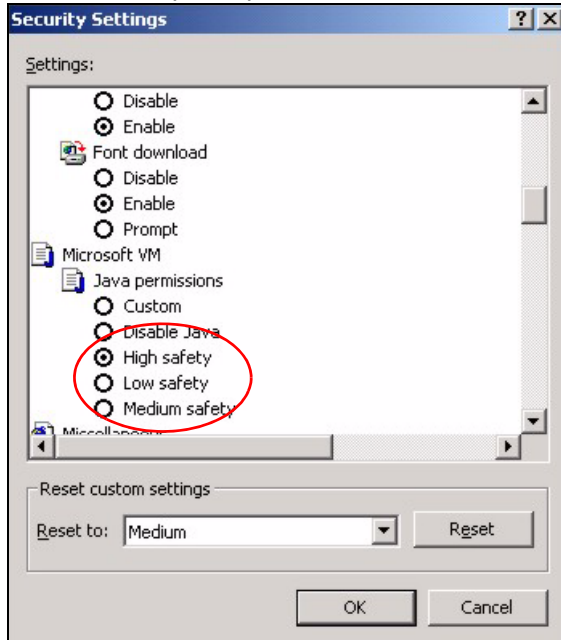 Security Settings
Settings:
Disable
Enable
Font download
Disable
Enable
Prompt
Microsoft VM
Java permissions
Custom
Disable Java
High safety
Low safety
Medium safety
Miscellaneous
Reset custom settings
Reset to: Medium Reset
OK Cancel